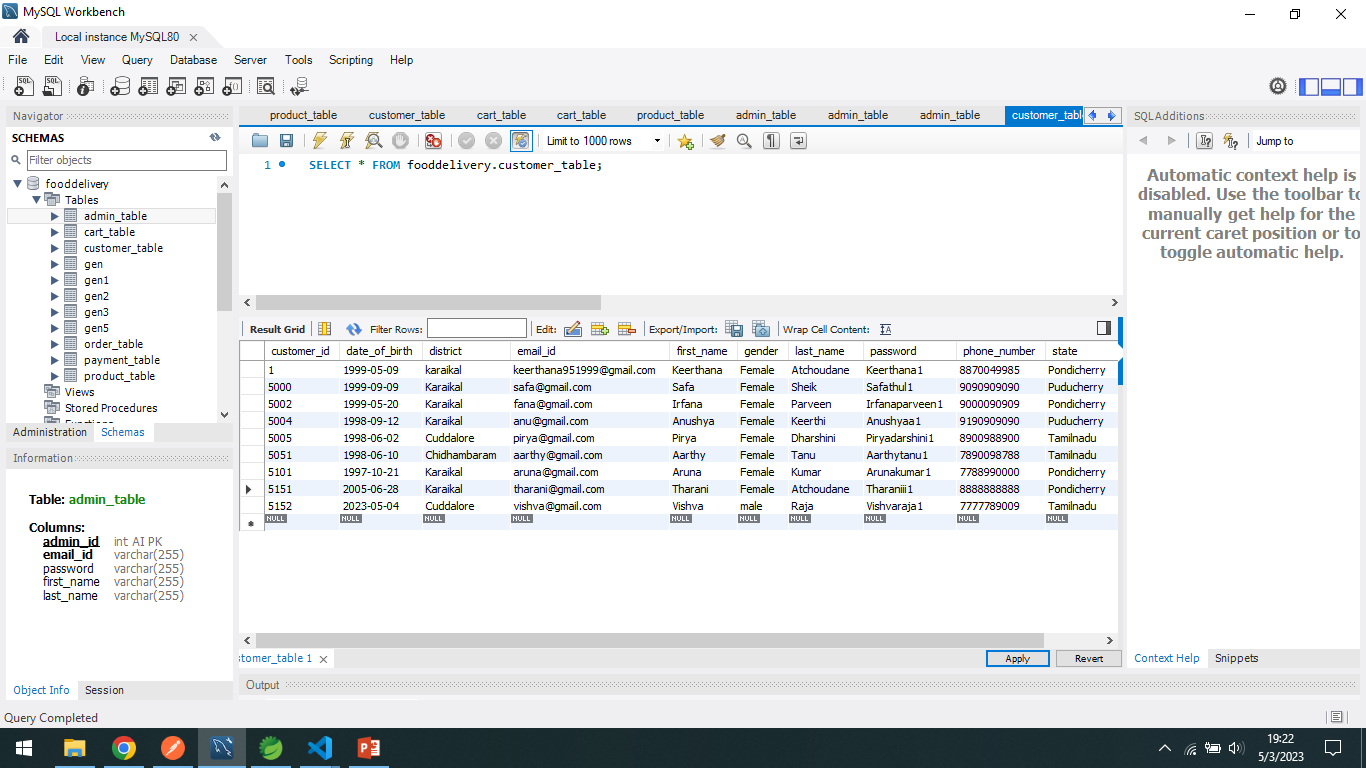 MySQL Workbench
Local instance MySQL80
File Edit View Query Database Server Tools Scripting Help
Navigator
SCHEMAS
Filter objects
fooddelivery
Tables
admin_table
cart_table
customer_table
gen
gen1
gen2
gen3
gen5
order_table
payment_table
product_table
Views
Stored Procedures
Functions
Administration Schemas
Information
Table: admin_table
Columns:
admin_id int AI PK
email_id varchar(255)
password varchar(255)
first_name varchar(255)
last_name varchar(255)
Object Info Session
product_table customer_table cart_table cart_table product_table admin_table admin_table admin_table customer_tabl
Limit to 1000 rows
1 SELECT * FROM fooddelivery.customer_table;
Result Grid Filter Rows: Edit: Export/Import: Wrap Cell Content:
customer_id date_of_birth district email_id first_name gender last_name password phone_number state
1 1999-05-09 karaikal keerthana951999@gmail.com Keerthana Female Atchoudane Keerthana1 8870049985 Pondicherry
5000 1999-09-09 Karaikal safa@gmail.com Safa Female Sheik Safathul1 9090909090 Puducherry
5002 1999-05-20 Karaikal fana@gmail.com Irfana Female Parveen Irfanaparveen1 9000090909 Pondicherry
5004 1998-09-12 Karaikal anu@gmail.com Anushya Female Keerthi Anushyaa1 9190909090 Puducherry
5005 1998-06-02 Cuddalore pirya@gmail.com Pirya Female Dharshini Piryadarshini1 8900988900 Tamilnadu
5051 1998-06-10 Chidhambaram aarthy@gmail.com Aarthy Female Tanu Aarthytanu1 7890098788 Tamilnadu
5101 1997-10-21 Karaikal aruna@gmail.com Aruna Female Kumar Arunakumar1 7788990000 Pondicherry
5151 2005-06-28 Karaikal tharani@gmail.com Tharani Female Atchoudane Tharaniii1 8888888888 Pondicherry
5152 2023-05-04 Cuddalore vishva@gmail.com Vishva male Raja Vishvaraja1 7777789009 Tamilnadu
NULL NULL NULL NULL NULL NULL NULL NULL NULL NULL
stomer_table 1
Apply Revert
Output
SQLAdditions
Jump to
Automatic context help is
disabled. Use the toolbar to
manually get help for the
current caret position or to
toggle automatic help.
Context Help Snippets
Query Completed
19:22
5/3/2023